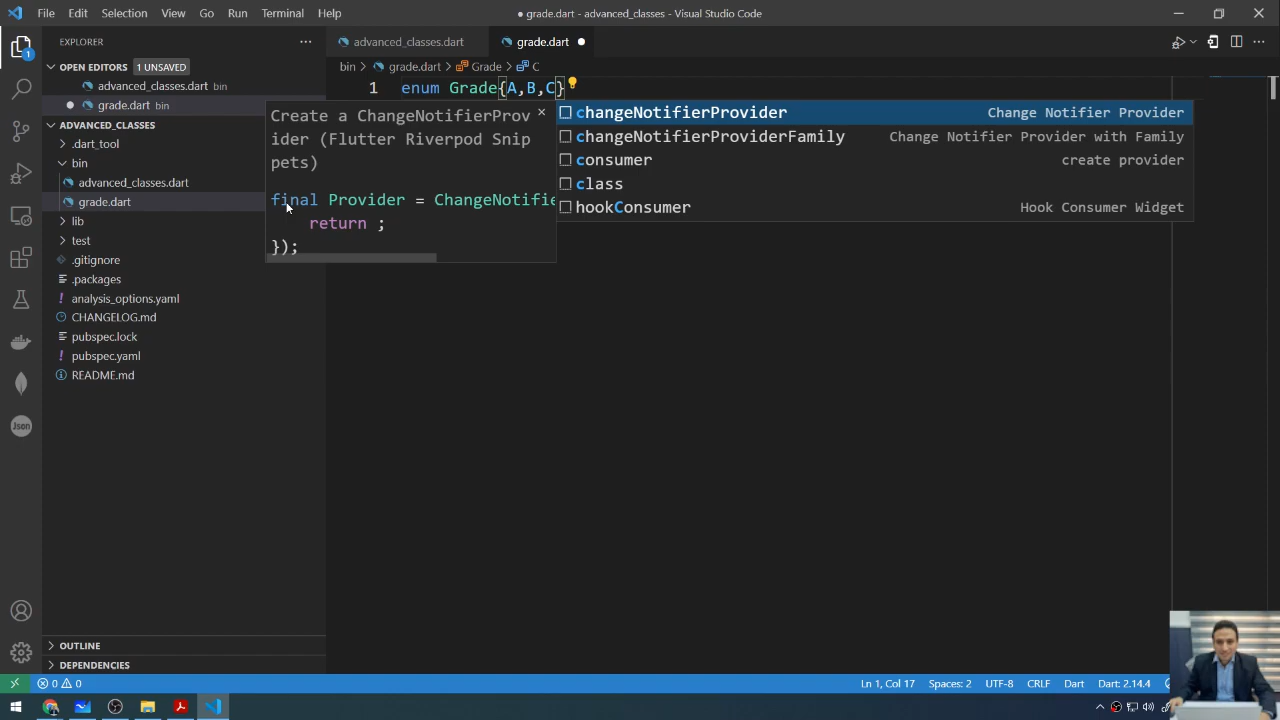 File Edit Selection View Go Run Terminal Help
● grade.dart - advanced_classes - Visual Studio Code
EXPLORER
OPEN EDITORS 1 UNSAVED
advanced_classes.dart bin
grade.dart bin
ADVANCED_CLASSES
.dart_tool
bin
advanced_classes.dart
grade.dart
lib
test
.gitignore
.packages
analysis_options.yaml
CHANGELOG.md
pubspec.lock
pubspec.yaml
README.md
OUTLINE
DEPENDENCIES
1
advanced_classes.dart grade.dart
bin > grade.dart > Grade > C
1 enum Grade{A,B,C}
Create a ChangeNotifierProv
ider (Flutter Riverpod Snip
pets)
final Provider = ChangeNotifie
return ;
});
changeNotifierProvider Change Notifier Provider
changeNotifierProviderFamily Change Notifier Provider with Family
consumer create provider
class
hookConsumer Hook Consumer Widget
Json
0 0 Ln 1, Col 17 Spaces: 2 UTF-8 CRLF Dart Dart: 2.14.4